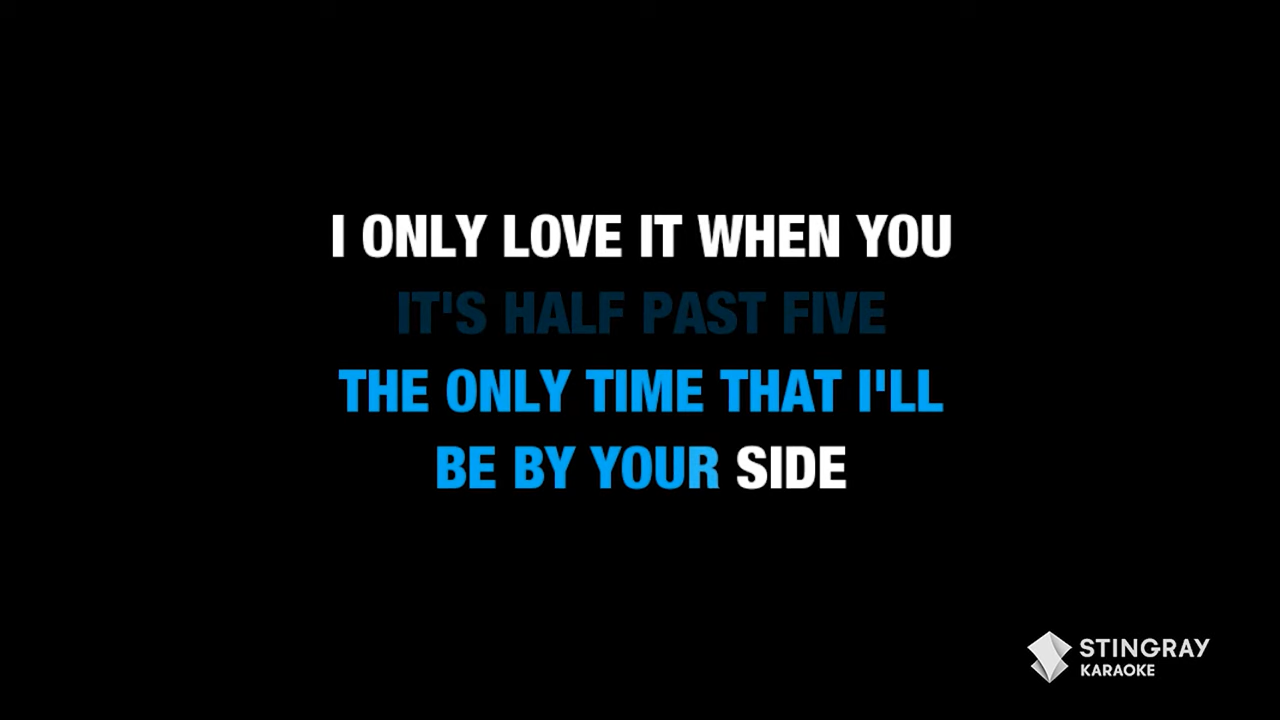 I ONLY LOVE IT WHEN YOU
IT'S HALF PAST FIVE
THE ONLY TIME THAT I'LL
BE BY YOUR SIDE
STINGRAY
KARAOKE